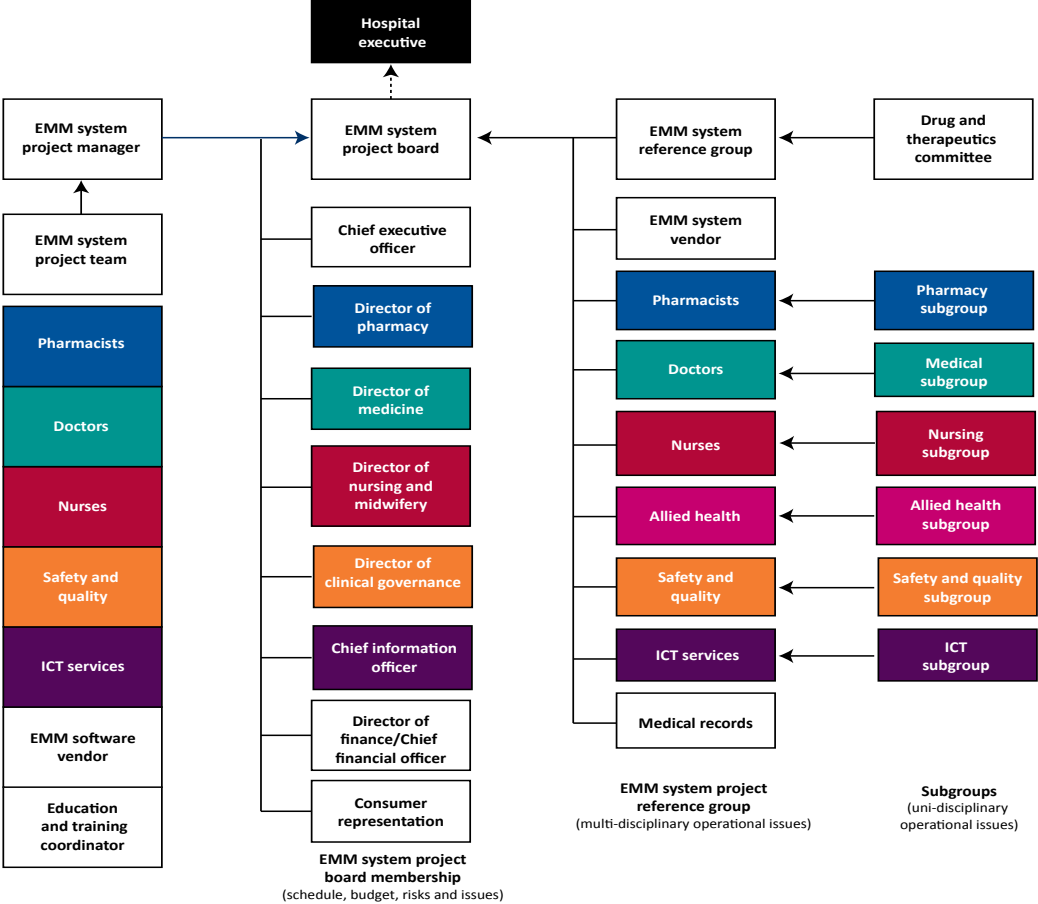 Hospital
executive
EMM system
project manager
EMM system
project team
Pharmacists
Doctors
Nurses
Safety and
quality
ICT services
EMM software
vendor
Education
and training
coordinator
EMM system
project board
Chief executive
officer
Director of
pharmacy
Director of
medicine
Director of
nursing and
midwifery
Director of
clinical governance
Chief information
officer
Director of
finance/Chief
financial officer
Consumer
representation
EMM system project
board membership
(schedule, budget, risks and issues)
EMM system
reference group
EMM system
vendor
Pharmacists
Doctors
Nurses
Allied health
Safety and
quality
ICT services
Medical records
EMM system project
reference group
(multi-disciplinary operational issues)
Drug and
therapeutics
committee
Pharmacy
subgroup
Medical
subgroup
Nursing
subgroup
Allied health
subgroup
Safety and quality
subgroup
ICT
subgroup
Subgroups
(uni-disciplinary
operational issues)